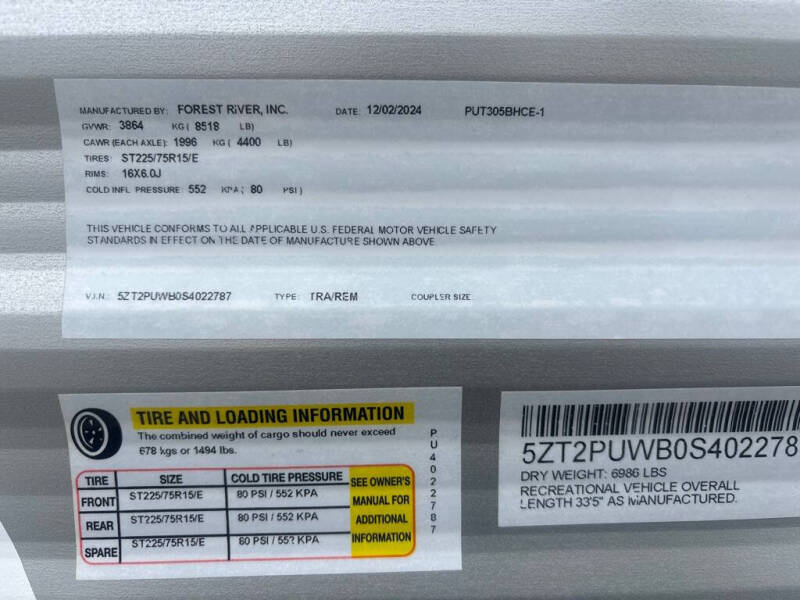 MANUFACTURED BY: FOREST RIVER, INC. DATE: 12/02/2024 PUT305BHCE-1
GVWR: 3864 KG( 8518 LB)
GAWR (EACH AXLE): 1996 KG( 4400 LB)
TIRES: ST225/75R15/E
RIMS: 16X6.0J
COLD INFL PRESSURE: 552 KPA; 80 PSI)
THIS VEHICLE CONFORMS TO ALL APPLICABLE U.S. FEDERAL MOTOR VEHICLE SAFETY
STANDARDS IN EFFECT ON THE DATE OF MANUFACTURE SHOWN ABOVE
V.I.N.: 5ZT2PUWB0S4022787 TYPE: TRA/REM COUPLER SIZE:
TIRE AND LOADING INFORMATION
The combined weight of cargo should never exceed
678 kgs or 1494 lbs.
TIRE SIZE COLD TIRE PRESSURE SEE OWNER'S
FRONT ST225/75R15/E 80 PSI / 552 KPA MANUAL FOR
REAR ST225/75R15/E 80 PSI / 552 KPA ADDITIONAL
SPARE ST225/75R15/E 80 PSI / 552 KPA INFORMATION
PU4022787
5ZT2PUWB0S402278
DRY WEIGHT: 6986 LBS
RECREATIONAL VEHICLE OVERALL
LENGTH 33'5" AS MANUFACTURED.